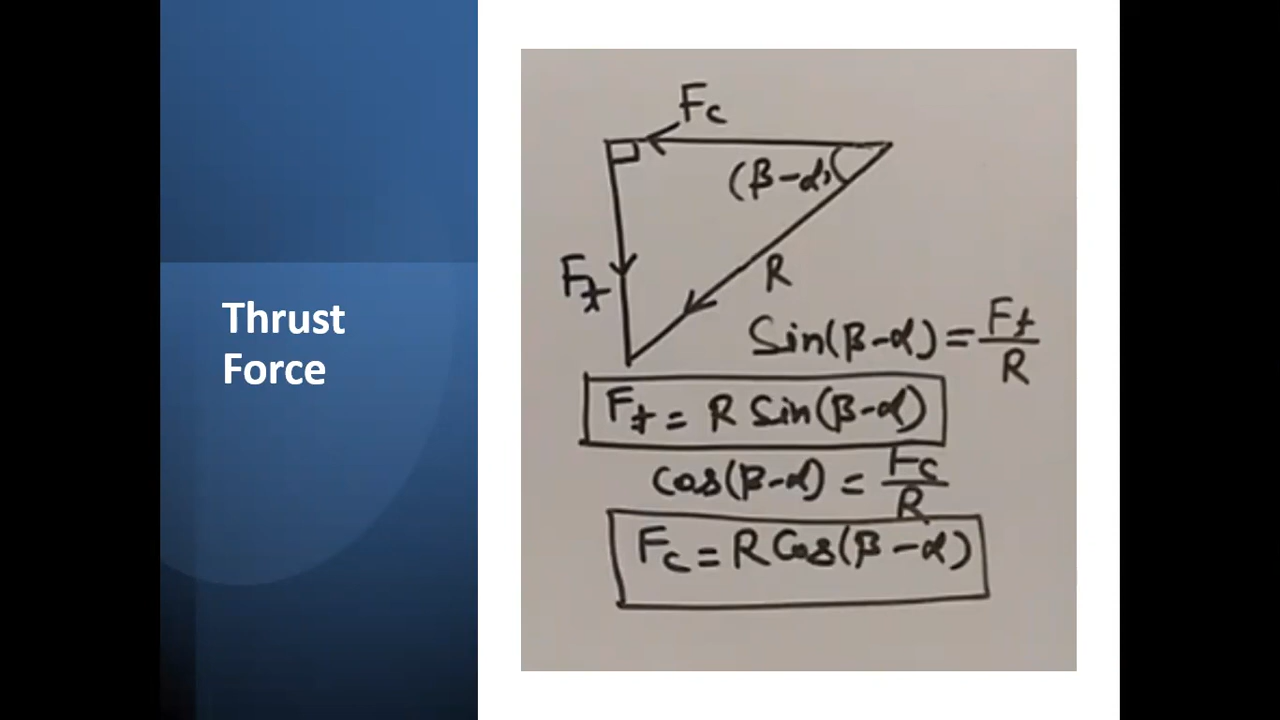 Thrust
Force
Fc
(β-α)
Ft
R
Sin(β-α) = Ft/R
Ft = R Sin(β-α)
Cos(β-α) = Fc/R
Fc = R Cos(β-α)